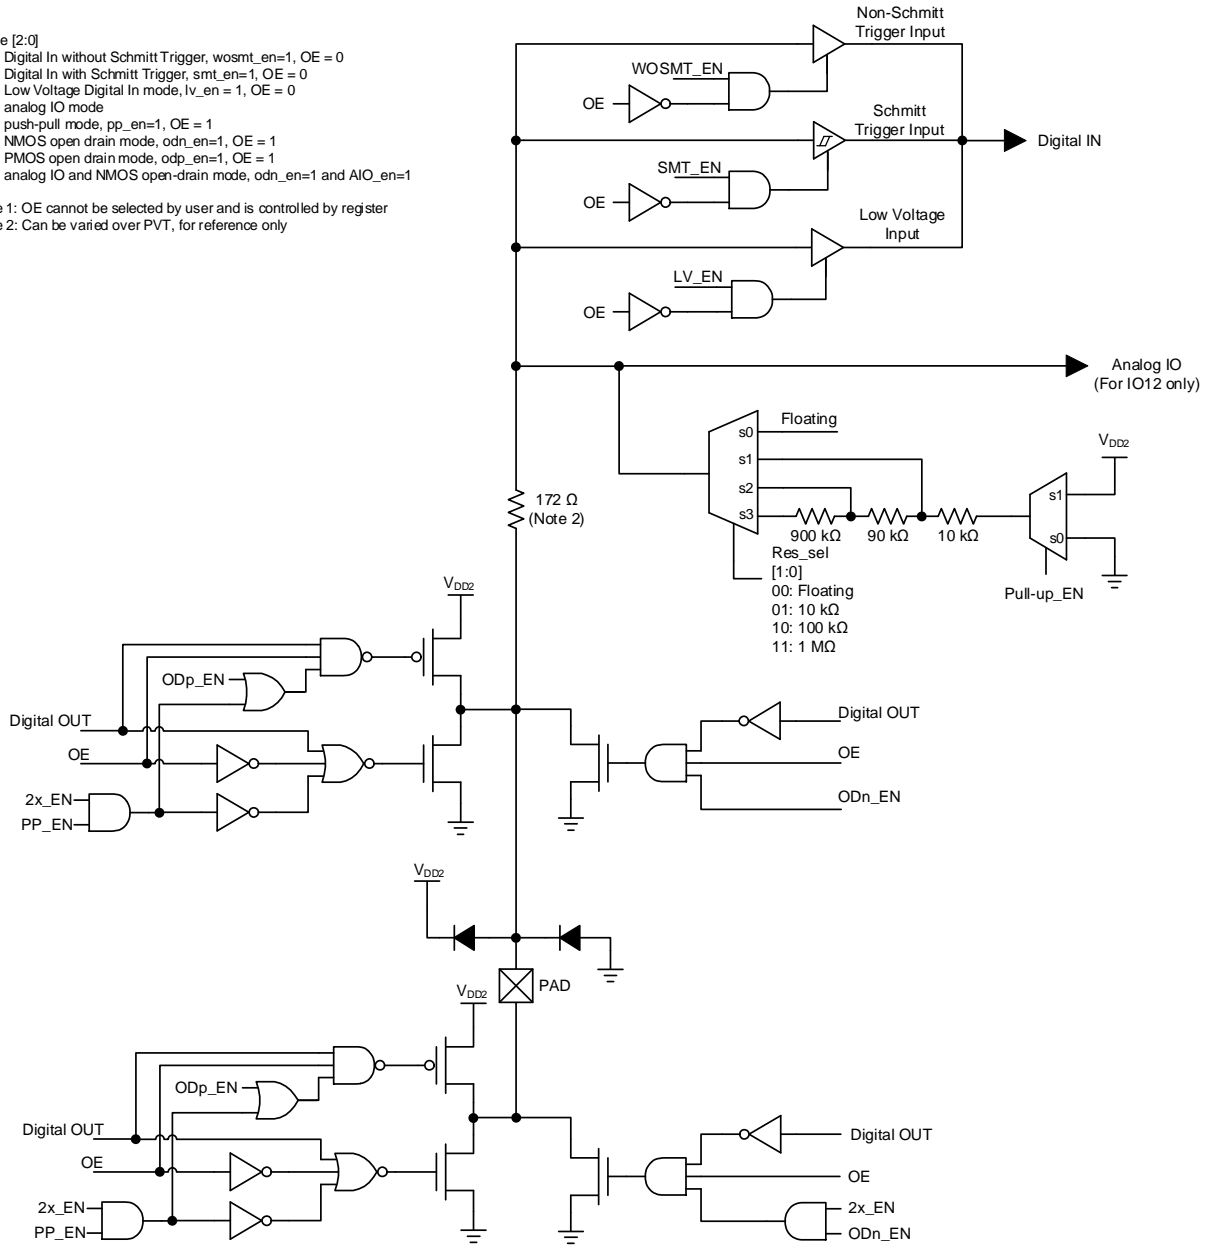 e [2:0]
Digital In without Schmitt Trigger, wosmt_en=1, OE = 0
Digital In with Schmitt Trigger, smt_en=1, OE = 0
Low Voltage Digital In mode, lv_en = 1, OE = 0
analog IO mode
push-pull mode, pp_en=1, OE = 1
NMOS open drain mode, odn_en=1, OE = 1
PMOS open drain mode, odp_en=1, OE = 1
analog IO and NMOS open-drain mode, odn_en=1 and AIO_en=1
e 1: OE cannot be selected by user and is controlled by register
e 2: Can be varied over PVT, for reference only
Non-Schmitt
Trigger Input
WOSMT_EN
OE
Schmitt
Trigger Input
Digital IN
SMT_EN
OE
Low Voltage
Input
LV_EN
OE
Analog IO
(For IO12 only)
Floating
s0
s1
s2
s3
VDD2
s1
s0
172 Ω
(Note 2)
900 kΩ
90 kΩ
10 kΩ
Pull-up_EN
Res_sel
[1:0]
00: Floating
01: 10 kΩ
10: 100 kΩ
11: 1 MΩ
VDD2
ODp_EN
Digital OUT
OE
2x_EN
PP_EN
Digital OUT
OE
ODn_EN
VDD2
PAD
VDD2
ODp_EN
Digital OUT
OE
2x_EN
PP_EN
Digital OUT
OE
2x_EN
ODn_EN